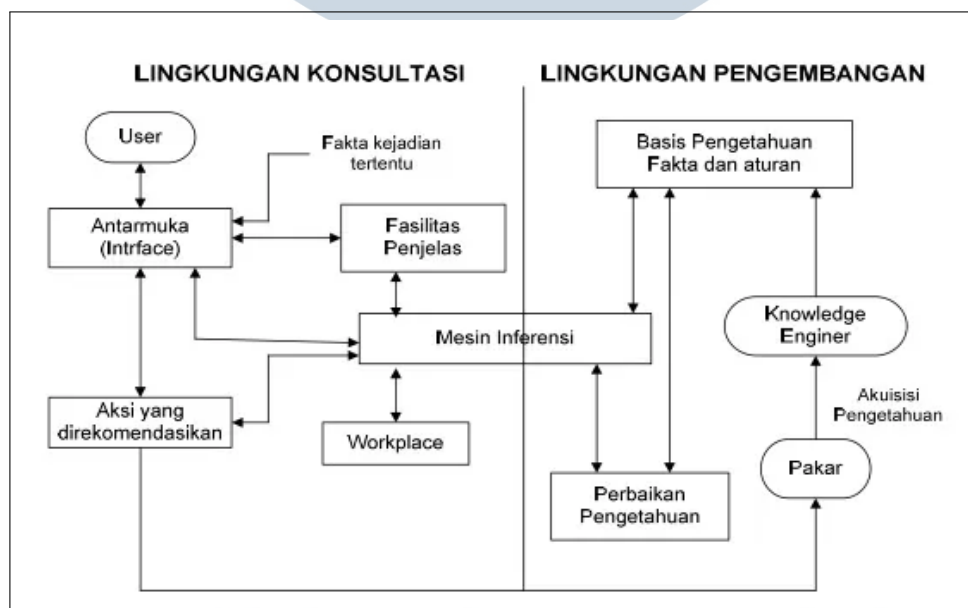 LINGKUNGAN KONSULTASI
LINGKUNGAN PENGEMBANGAN
User
Fakta kejadian
tertentu
Basis Pengetahuan
Fakta dan aturan
Antarmuka
(Intrface)
Fasilitas
Penjelas
Knowledge
Enginer
Mesin Inferensi
Aksi yang
direkomendasikan
Workplace
Akuisisi
Pengetahuan
Pakar
Perbaikan
Pengetahuan